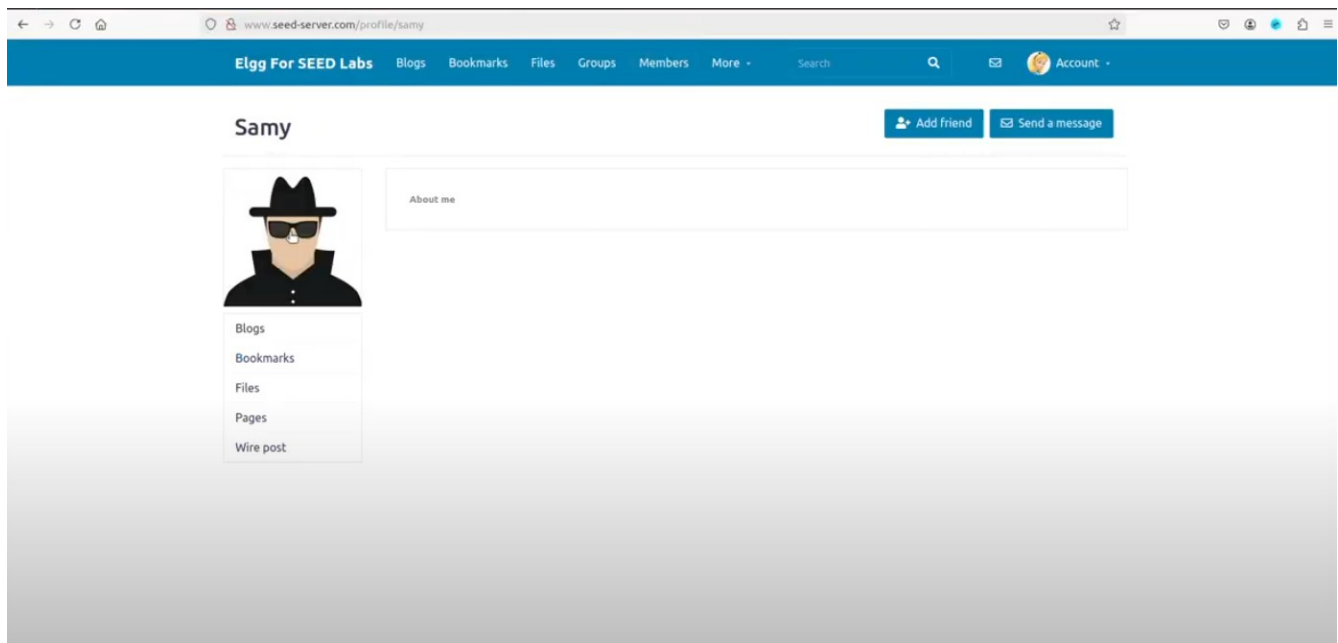 www.seed-server.com/profile/samy
Elgg For SEED Labs Blogs Bookmarks Files Groups Members More Search Account
Samy
Add friend Send a message
About me
Blogs
Bookmarks
Files
Pages
Wire post